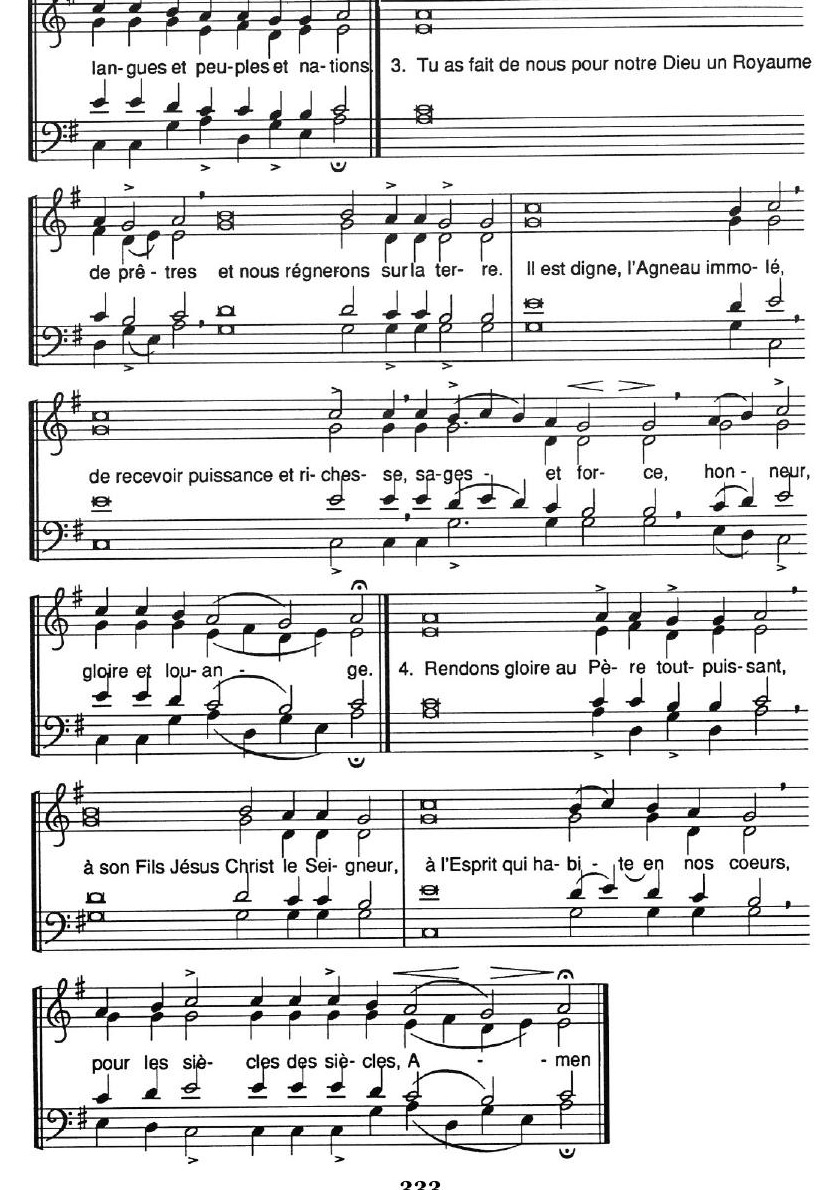 lan-gues et peu-ples et na-tions. 3. Tu as fait de nous pour notre Dieu un Royaume
de prê-tres et nous régnerons sur la ter-re. Il est digne, l'Agneau immo-lé,
de recevoir puissance et ri-ches-se, sa-ges- et for-ce, hon-neur,
gloire et lou-an-ge. 4. Rendons gloire au Pè-re tout-puis-sant,
à son Fils Jésus Christ le Sei-gneur, à l'Esprit qui ha-bi-te en nos coeurs,
pour les siè-cles des siè-cles, A--men
333